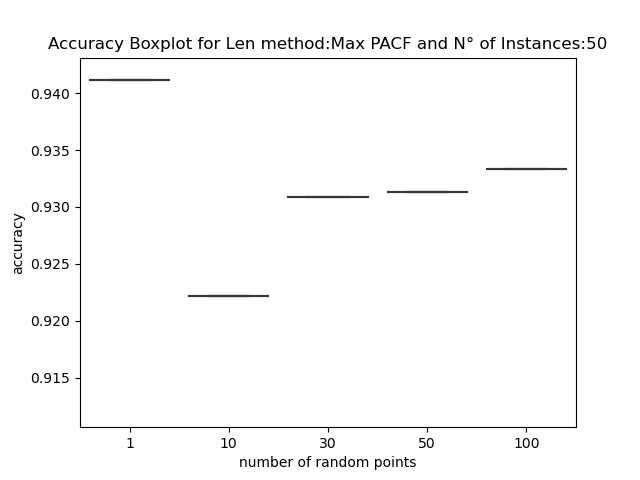 Accuracy Boxplot for Len method:Max PACF and N° of Instances:50
0.940
0.935
0.930
0.925
0.920
0.915
accuracy
1 10 30 50 100
number of random points